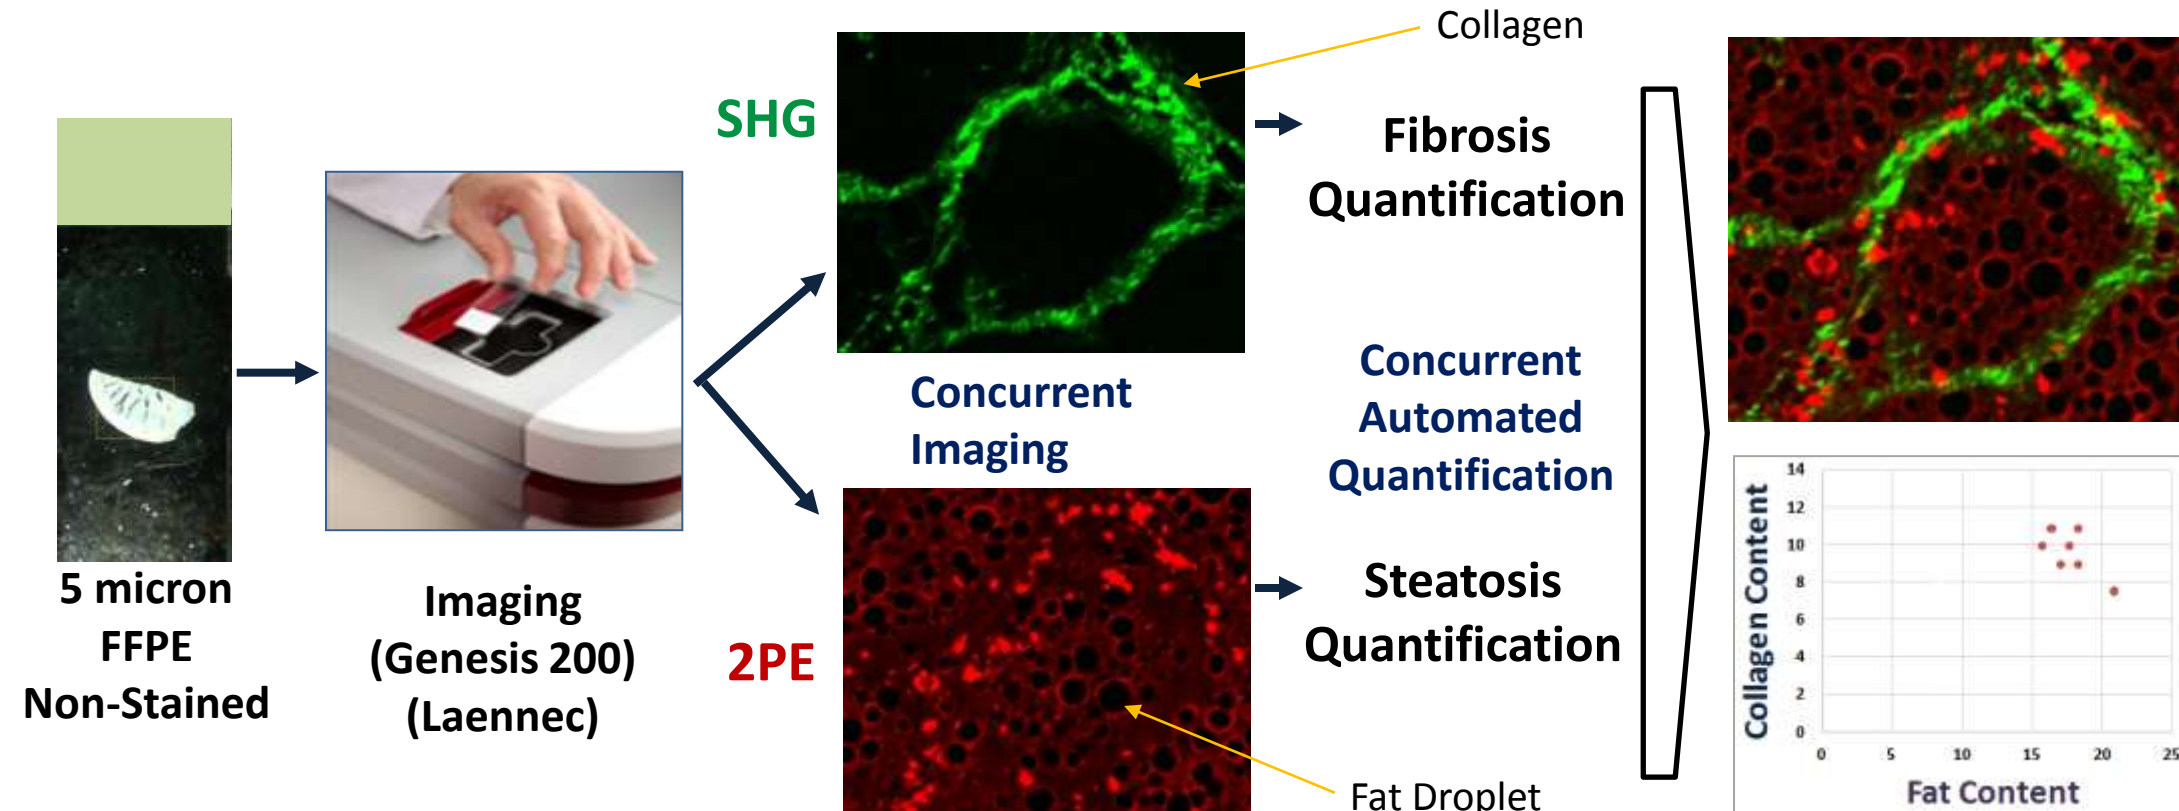 5 micron
FFPE
Non-Stained
Imaging
(Genesis 200)
(Laennec)
SHG
Collagen
Concurrent
Imaging
2PE
Fat Droplet
Fibrosis
Quantification
Concurrent
Automated
Quantification
Steatosis
Quantification
Collagen Content
14
12
10
8
6
4
2
0
0 5 10 15 20 25
Fat Content